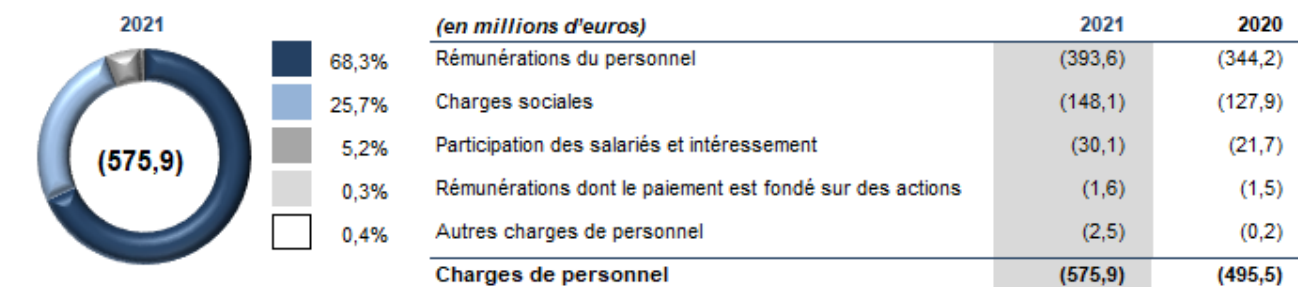 2021
(575,9)
68,3%
25,7%
5,2%
0,3%
0,4%
(en millions d'euros) 2021 2020
Rémunérations du personnel (393,6) (344,2)
Charges sociales (148,1) (127,9)
Participation des salariés et intéressement (30,1) (21,7)
Rémunérations dont le paiement est fondé sur des actions (1,6) (1,5)
Autres charges de personnel (2,5) (0,2)
Charges de personnel (575,9) (495,5)